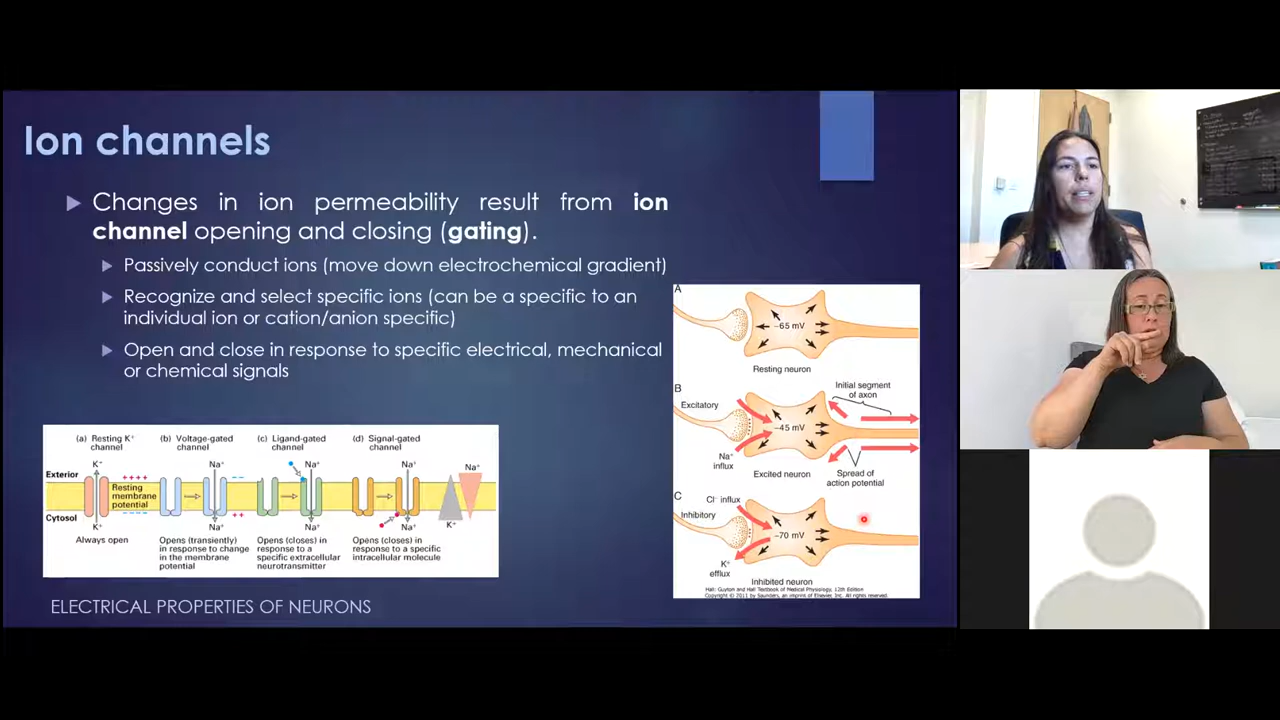 Ion channels
Changes in ion permeability result from ion
channel opening and closing (gating).
Passively conduct ions (move down electrochemical gradient)
Recognize and select specific ions (can be a specific to an
individual ion or cation/anion specific)
Open and close in response to specific electrical, mechanical
or chemical signals
(a) Resting K⁺
channel
(b) Voltage-gated
channel
(c) Ligand-gated
channel
(d) Signal-gated
channel
K⁺
Na⁺
Na⁺
Na⁺
Na⁺
Exterior
++++
Resting
membrane
potential
----
--
++
Cytosol
K⁺
Na⁺
Na⁺
Na⁺
K⁺
Always open
Opens (transiently)
in response to change
in the membrane
potential
Opens (closes) in
response to a
specific extracellular
neurotransmitter
Opens (closes) in
response to a specific
intracellular molecule
A
-65 mV
Resting neuron
B
Excitatory
Initial segment
of axon
-45 mV
Na⁺
influx
Excited neuron
Spread of
action potential
C
Cl⁻ influx
Inhibitory
-70 mV
K⁺
efflux
Inhibited neuron
Hall: Guyton and Hall Textbook of Medical Physiology, 12th Edition
Copyright © 2011 by Saunders, an imprint of Elsevier, Inc. All rights reserved.
ELECTRICAL PROPERTIES OF NEURONS